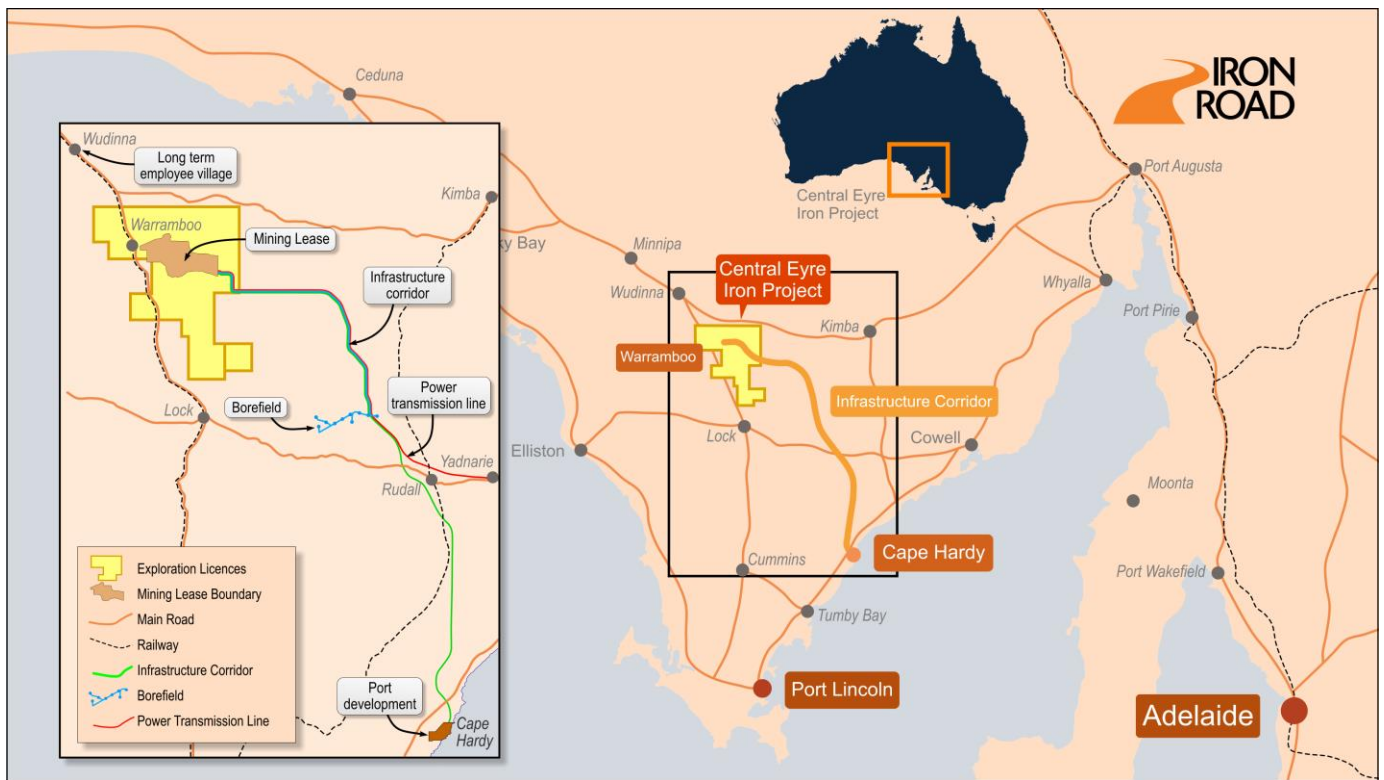 Ceduna
IRON
ROAD
Central Eyre
Iron Project
Port Augusta
Wudinna
Long term
employee village
Kimba
Warramboo
Mining Lease
Infrastructure
corridor
Power
transmission line
Borefield
Lock
Yadnarie
Rudall
Port
development
Cape
Hardy
Exploration Licences
Mining Lease Boundary
Main Road
Railway
Infrastructure Corridor
Borefield
Power Transmission Line
ky Bay
Minnipa
Wudinna
Central Eyre
Iron Project
Kimba
Whyalla
Port Pirie
Warramboo
Infrastructure Corridor
Lock
Elliston
Cowell
Moonta
Cape Hardy
Cummins
Port Wakefield
Tumby Bay
Port Lincoln
Adelaide